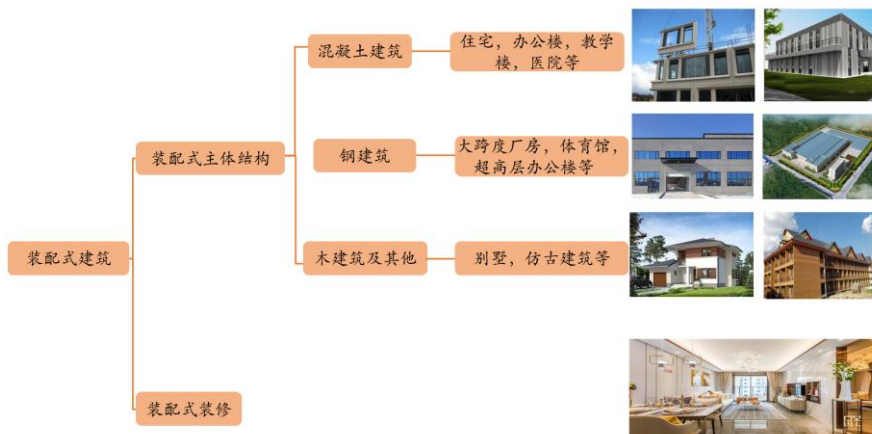 混凝土建筑
住宅，办公楼，教学
楼，医院等
装配式主体结构
钢建筑
大跨度厂房，体育馆，
超高层办公楼等
装配式建筑
木建筑及其他
别墅，仿古建筑等
装配式装修